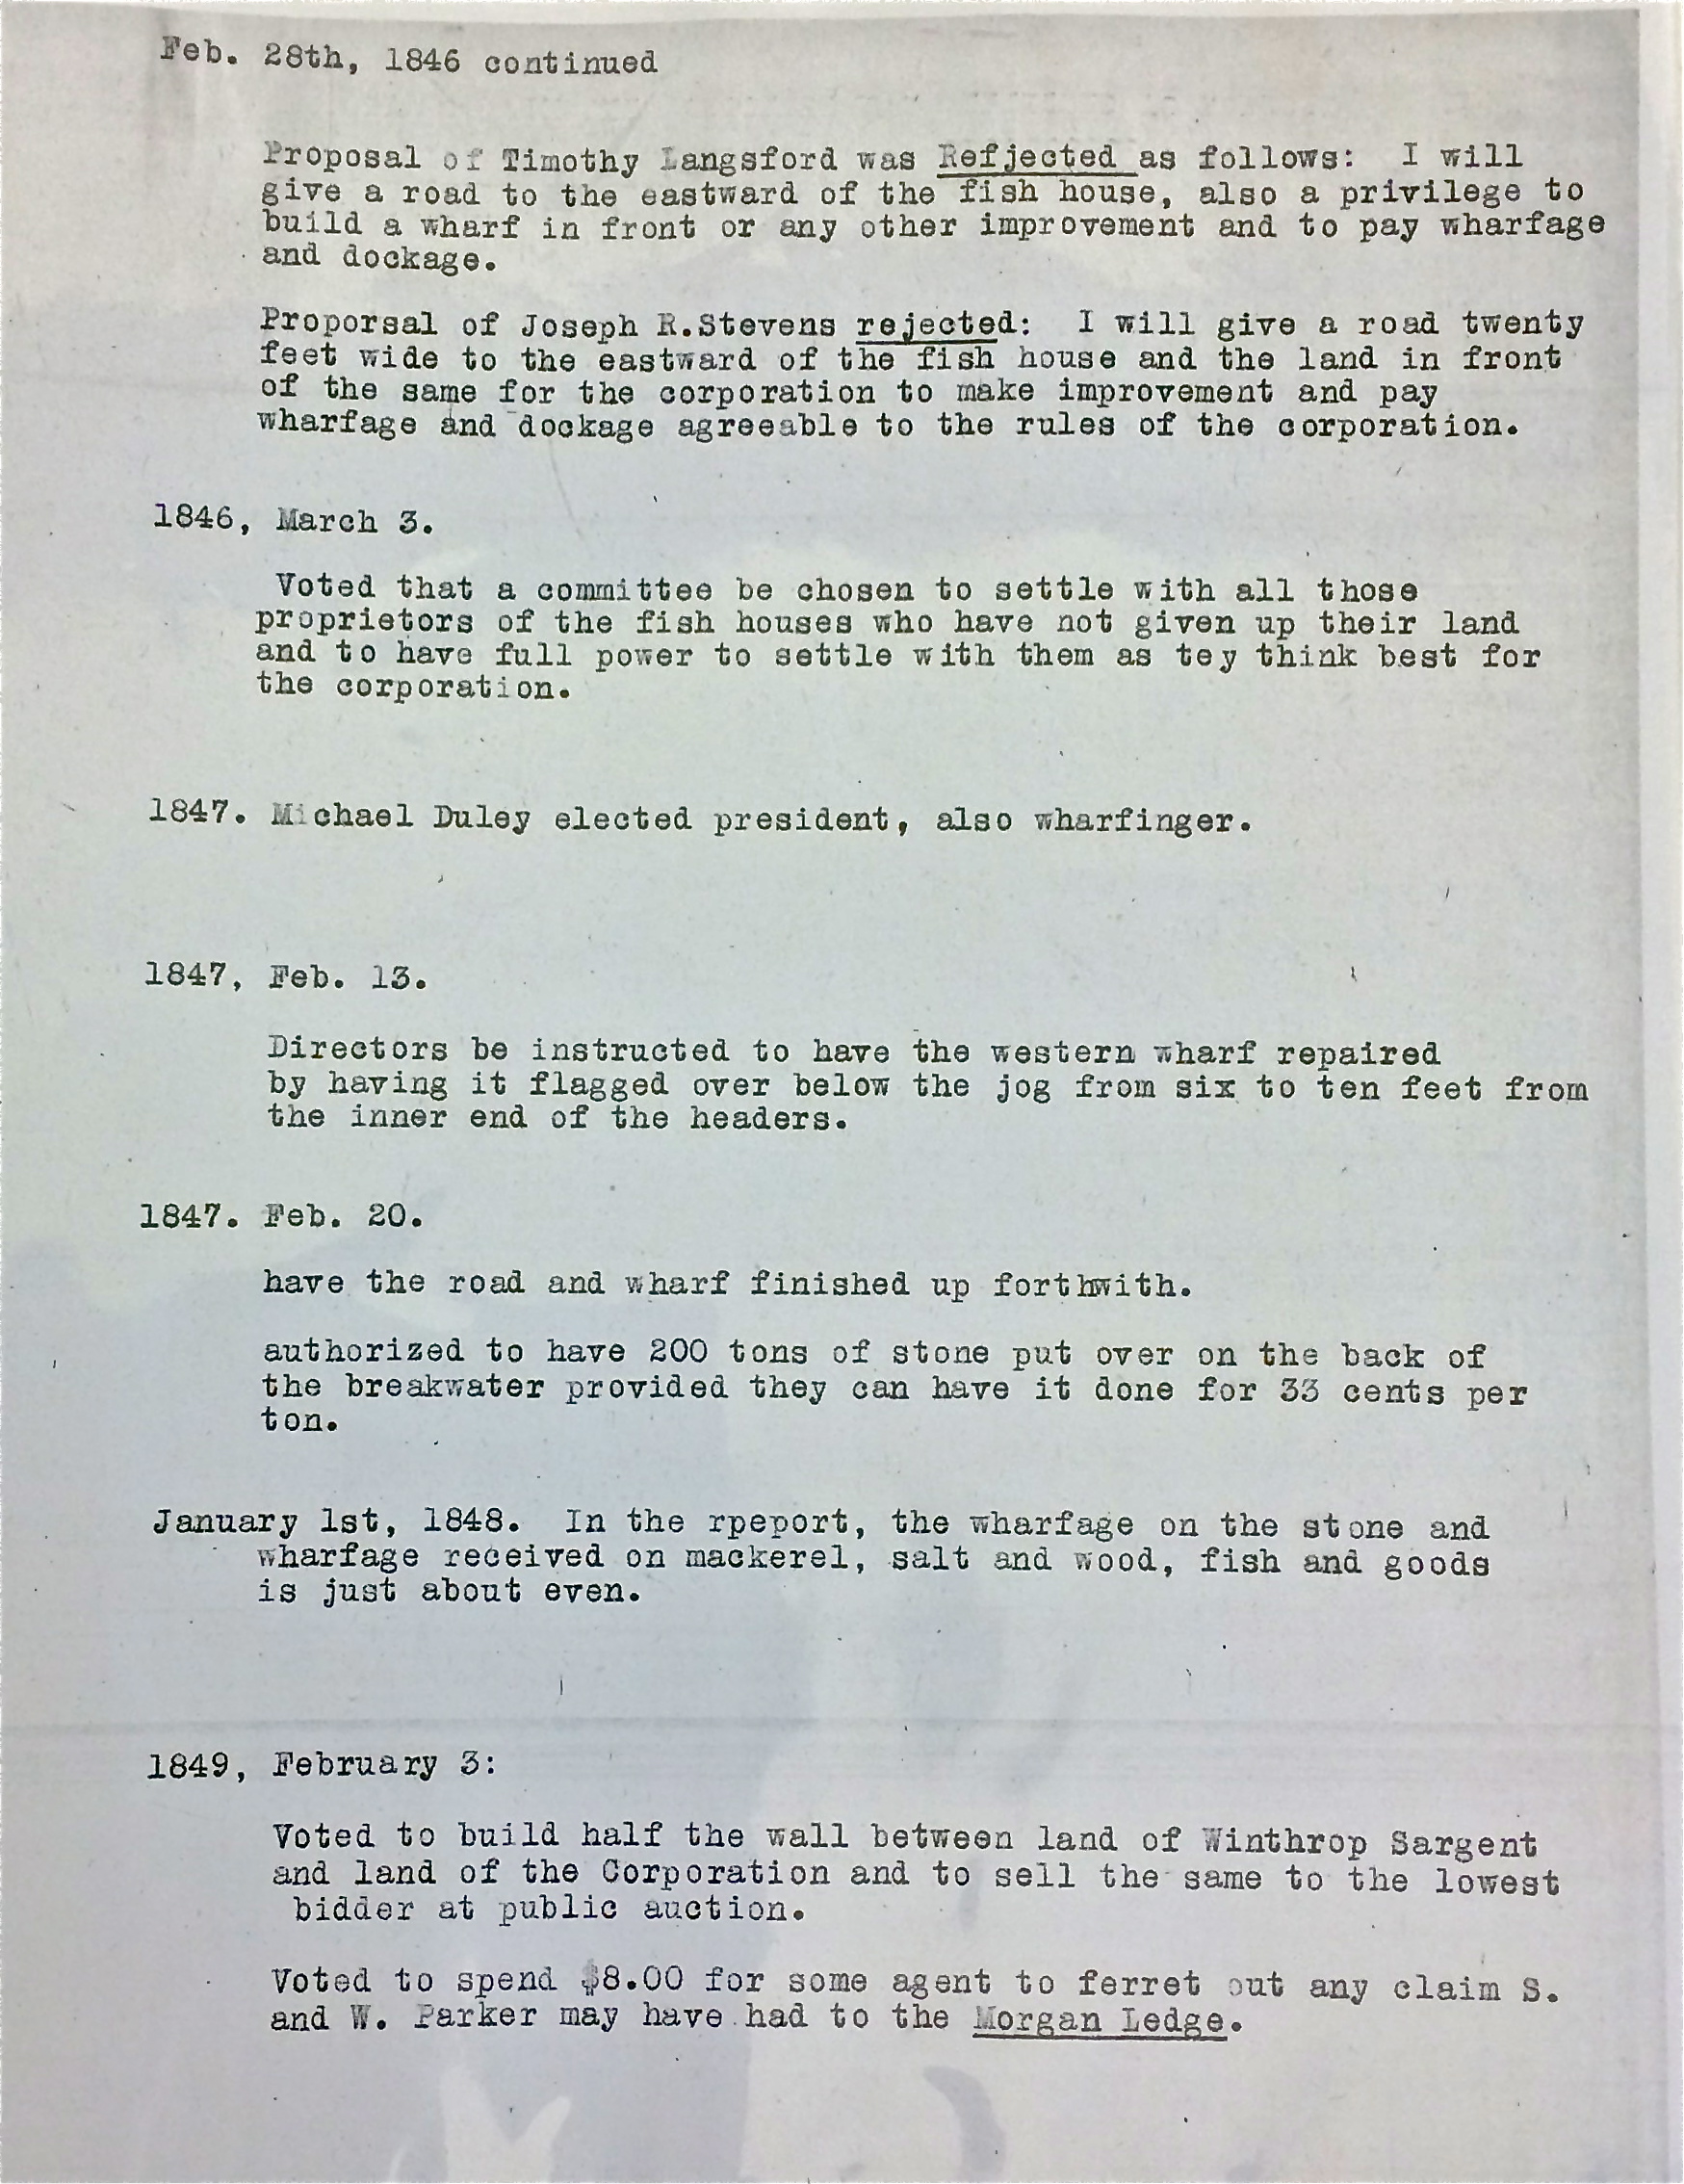 Feb. 28th, 1846 continued
Proposal of Timothy Langsford was Refjected as follows: I will
give a road to the eastward of the fish house, also a privilege to
build a wharf in front or any other improvement and to pay wharfage
and dockage.
Proporsal of Joseph R.Stevens rejected: I will give a road twenty
feet wide to the eastward of the fish house and the land in front
of the same for the corporation to make improvement and pay
wharfage and dockage agreeable to the rules of the corporation.
1846, March 3.
Voted that a committee be chosen to settle with all those
proprietors of the fish houses who have not given up their land
and to have full power to settle with them as tey think best for
the corporation.
1847. Michael Duley elected president, also wharfinger.
1847, Feb. 13.
Directors be instructed to have the western wharf repaired
by having it flagged over below the jog from six to ten feet from
the inner end of the headers.
1847. Feb. 20.
have the road and wharf finished up forthwith.
authorized to have 200 tons of stone put over on the back of
the breakwater provided they can have it done for 33 cents per
ton.
January 1st, 1848. In the rpeport, the wharfage on the stone and
wharfage received on mackerel, salt and wood, fish and goods
is just about even.
1849, February 3:
Voted to build half the wall between land of Winthrop Sargent
and land of the Corporation and to sell the same to the lowest
bidder at public auction.
Voted to spend $8.00 for some agent to ferret out any claim S.
and W. Parker may have had to the Morgan Ledge.